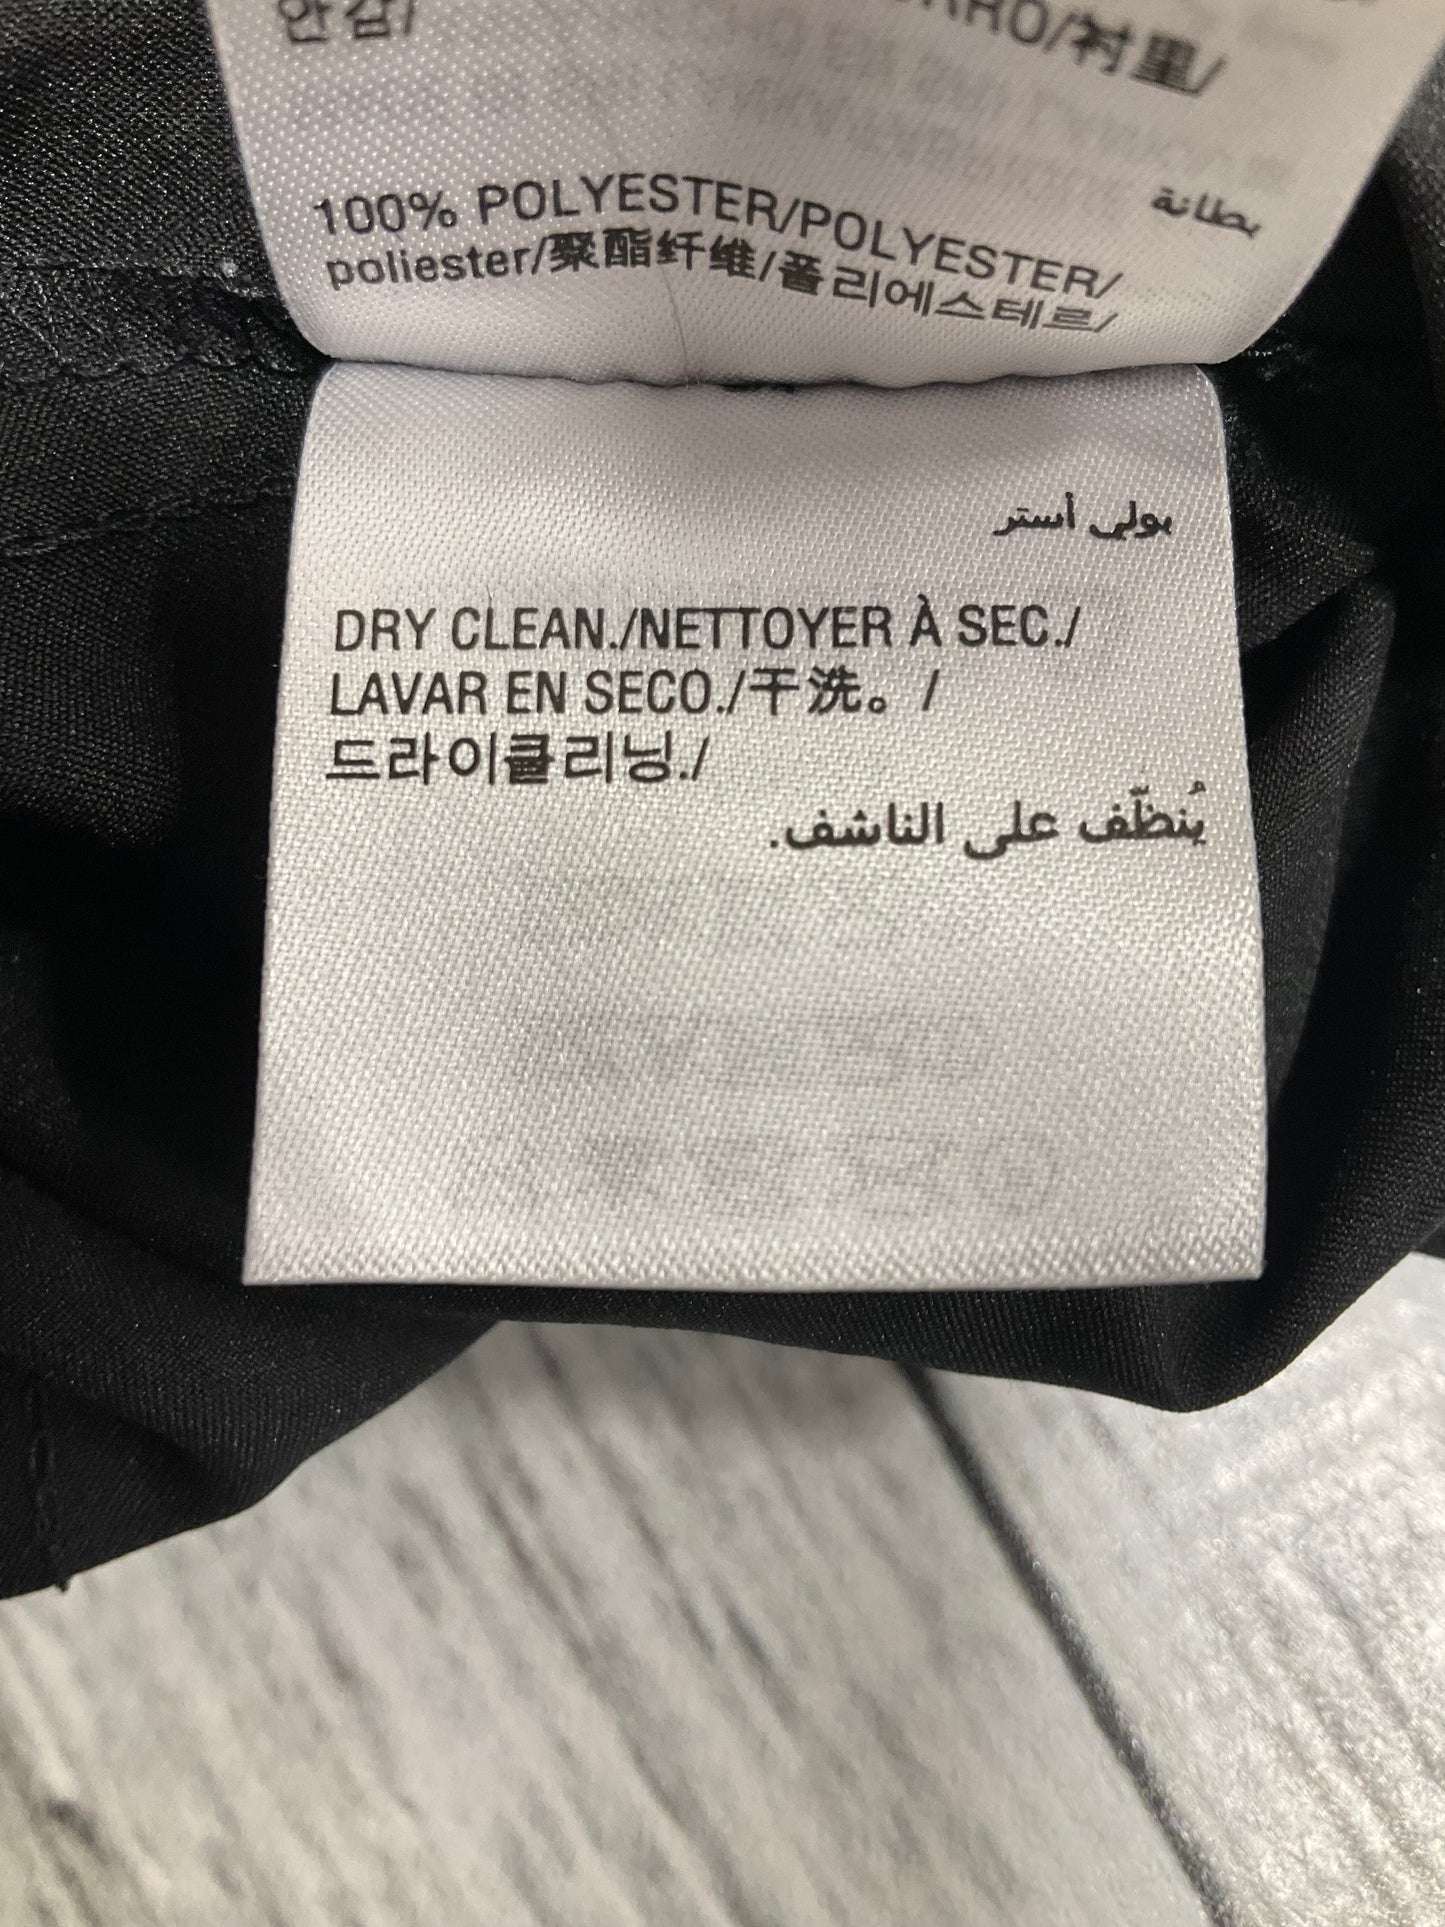 안감/
RRO/衬里/
بطانة
100% POLYESTER/POLYESTER/
poliester/聚酯纤维/폴리에스테르/
بولي أستر
DRY CLEAN./NETTOYER À SEC./
LAVAR EN SECO./干洗。/
드라이클리닝./
يُنظّف على الناشف.